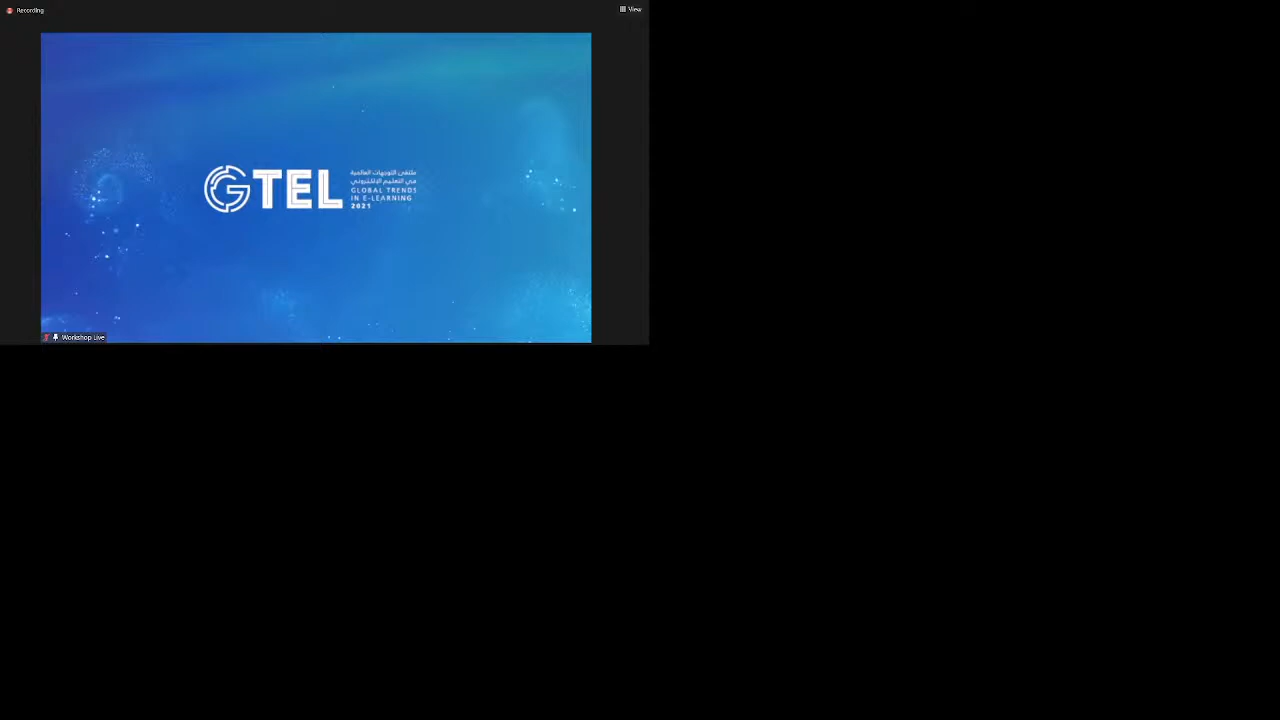 Recording
View
GTEL
ملتقى التوجهات العالمية
في التعليم الإلكتروني
GLOBAL TRENDS
IN E-LEARNING
2021
Workshop Live